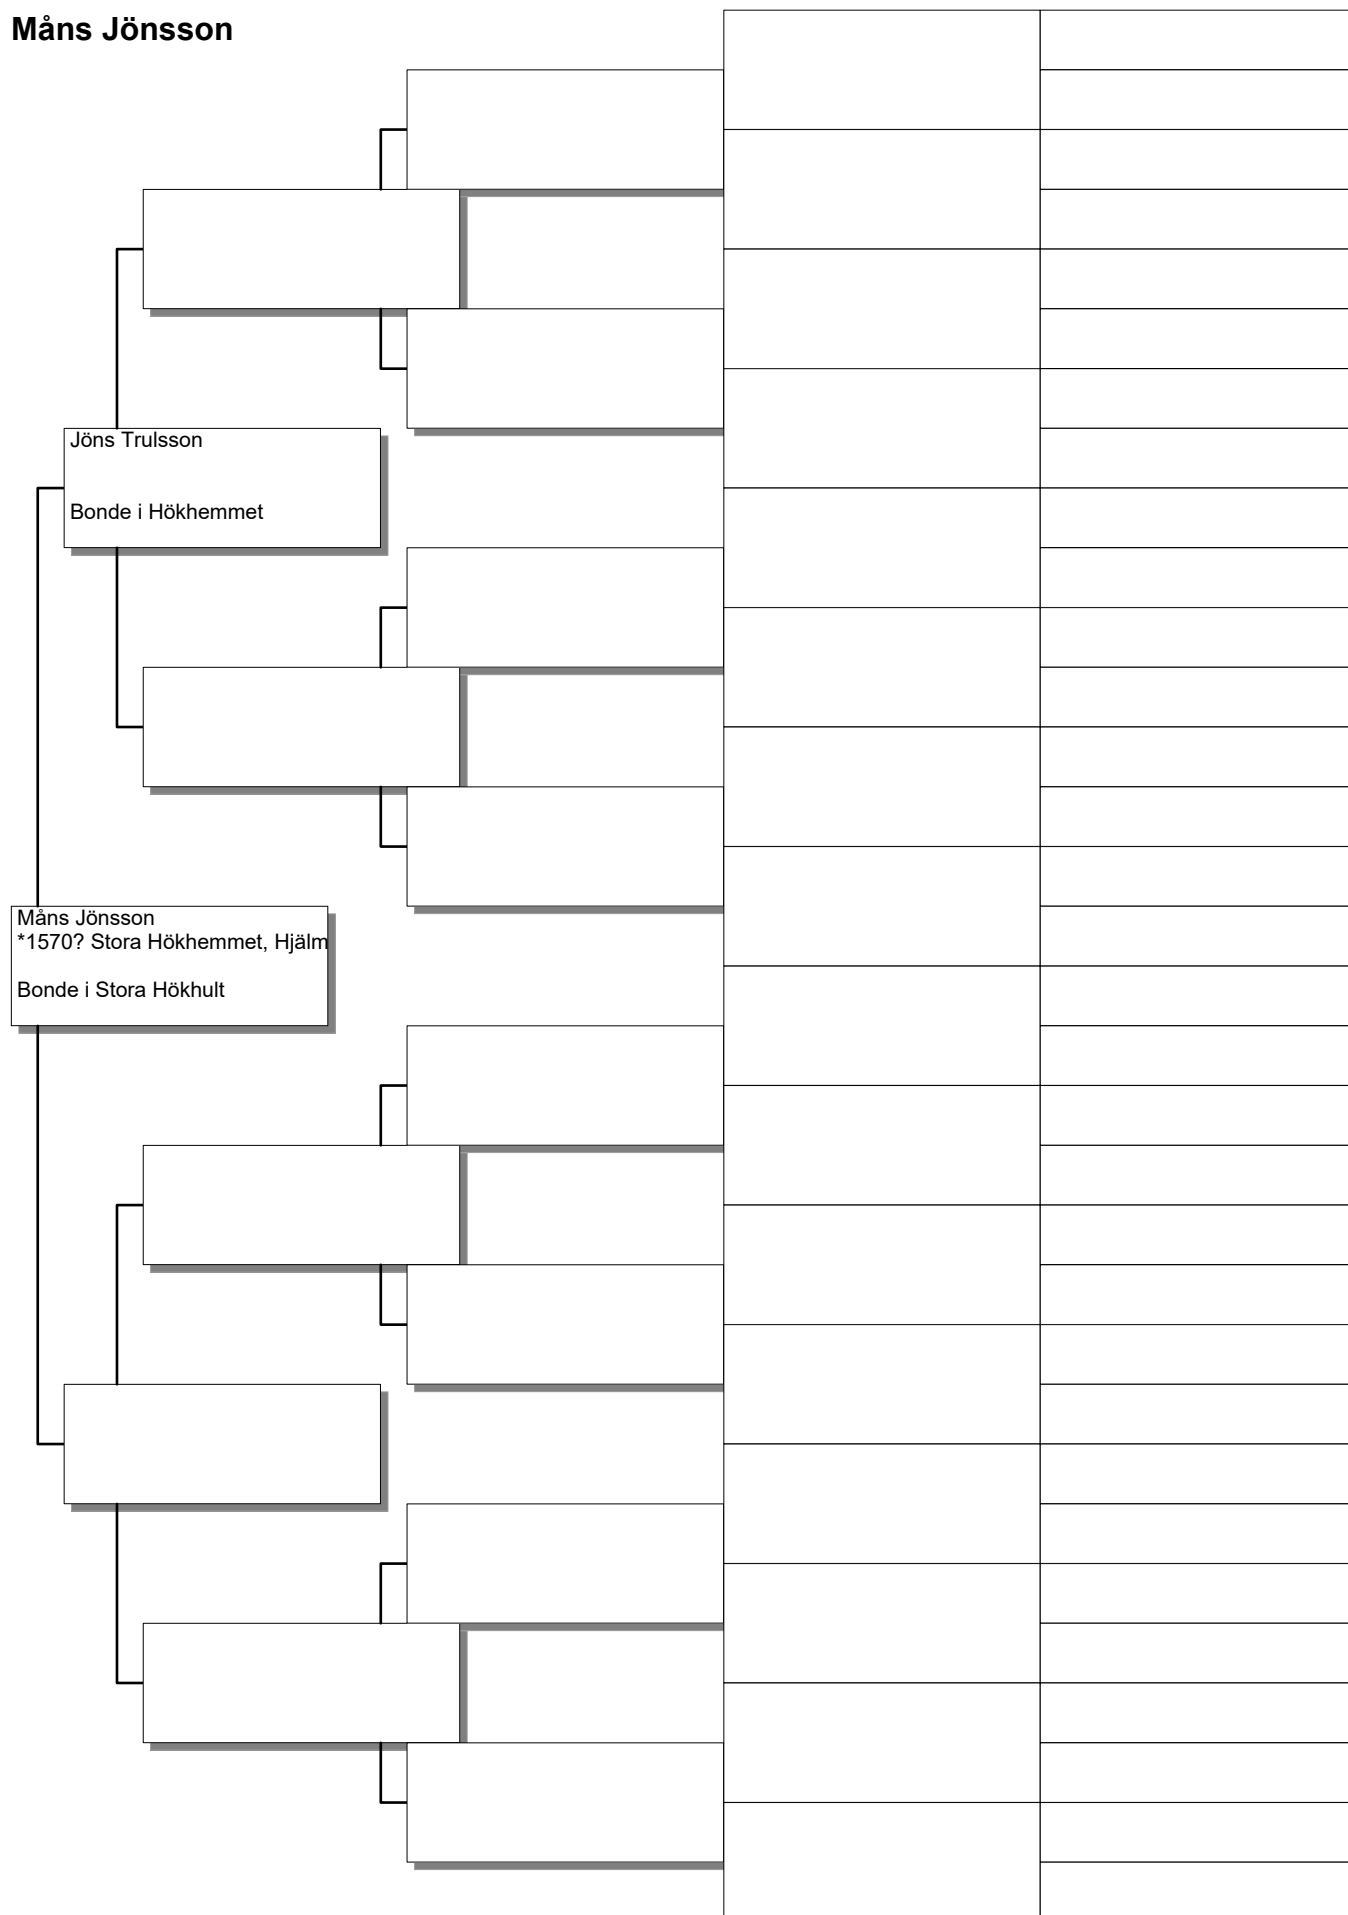 Måns Jönsson
Jöns Trulsson
Bonde i Hökhemmet
Måns Jönsson
*1570? Stora Hökhemmet, Hjälm
Bonde i Stora Hökhult